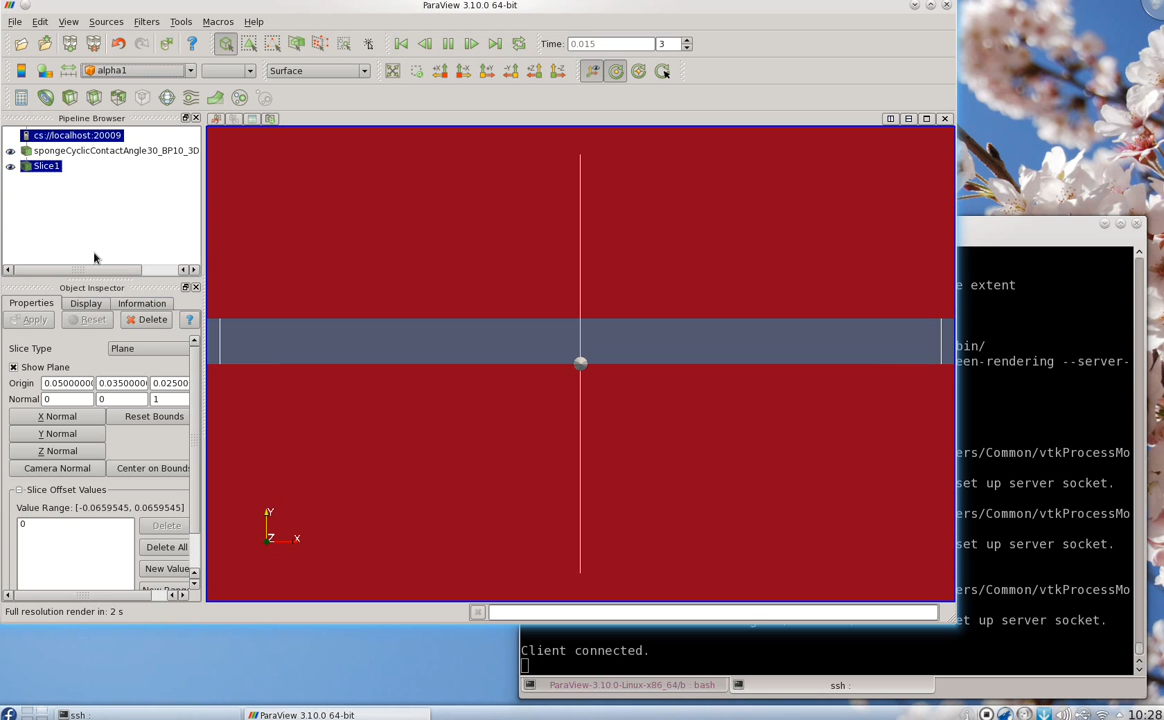 ParaView 3.10.0 64-bit
File Edit View Sources Filters Tools Macros Help
Time: 0.015 3
alpha1 Surface
+X -X +Y -Y +Z -Z
Pipeline Browser
cs://localhost:20009
spongeCyclicContactAngle30_BP10_3D
Slice1
Object Inspector
Properties Display Information
Apply Reset Delete ?
Slice Type Plane
Show Plane
Origin 0.05000000 0.0350000 0.02500
Normal 0 0 1
X Normal Reset Bounds
Y Normal
Z Normal
Camera Normal Center on Bounds
Slice Offset Values
Value Range: [-0.0659545, 0.0659545]
0
Delete
Delete All
New Value
Y
Z X
Full resolution render in: 2 s
e extent
bin/
een-rendering --server-
ers/Common/vtkProcessMo
set up server socket.
ers/Common/vtkProcessMo
set up server socket.
ers/Common/vtkProcessMo
et up server socket.
Client connected.
ParaView-3.10.0-Linux-x86_64/b : bash
ssh :
ssh :
ParaView 3.10.0 64-bit
10:28